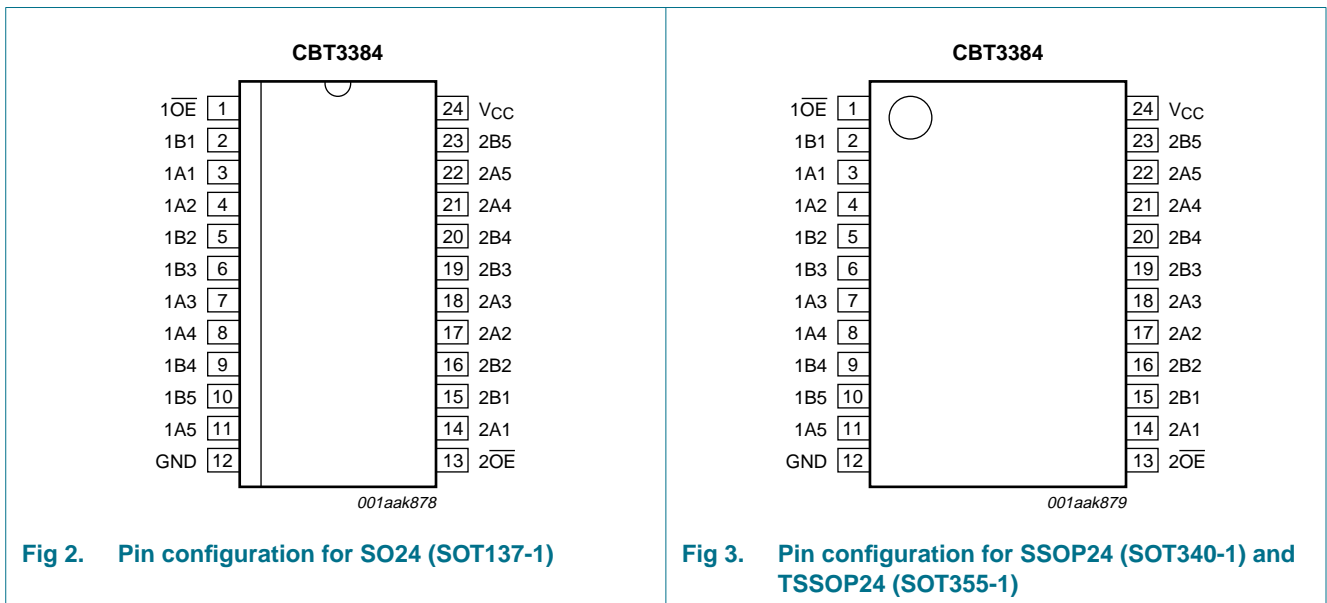 CBT3384
1OE 1
1B1 2
1A1 3
1A2 4
1B2 5
1B3 6
1A3 7
1A4 8
1B4 9
1B5 10
1A5 11
GND 12
24 VCC
23 2B5
22 2A5
21 2A4
20 2B4
19 2B3
18 2A3
17 2A2
16 2B2
15 2B1
14 2A1
13 2OE
001aak878
Fig 2. Pin configuration for SO24 (SOT137-1)
CBT3384
1OE 1
1B1 2
1A1 3
1A2 4
1B2 5
1B3 6
1A3 7
1A4 8
1B4 9
1B5 10
1A5 11
GND 12
24 VCC
23 2B5
22 2A5
21 2A4
20 2B4
19 2B3
18 2A3
17 2A2
16 2B2
15 2B1
14 2A1
13 2OE
001aak879
Fig 3. Pin configuration for SSOP24 (SOT340-1) and
TSSOP24 (SOT355-1)